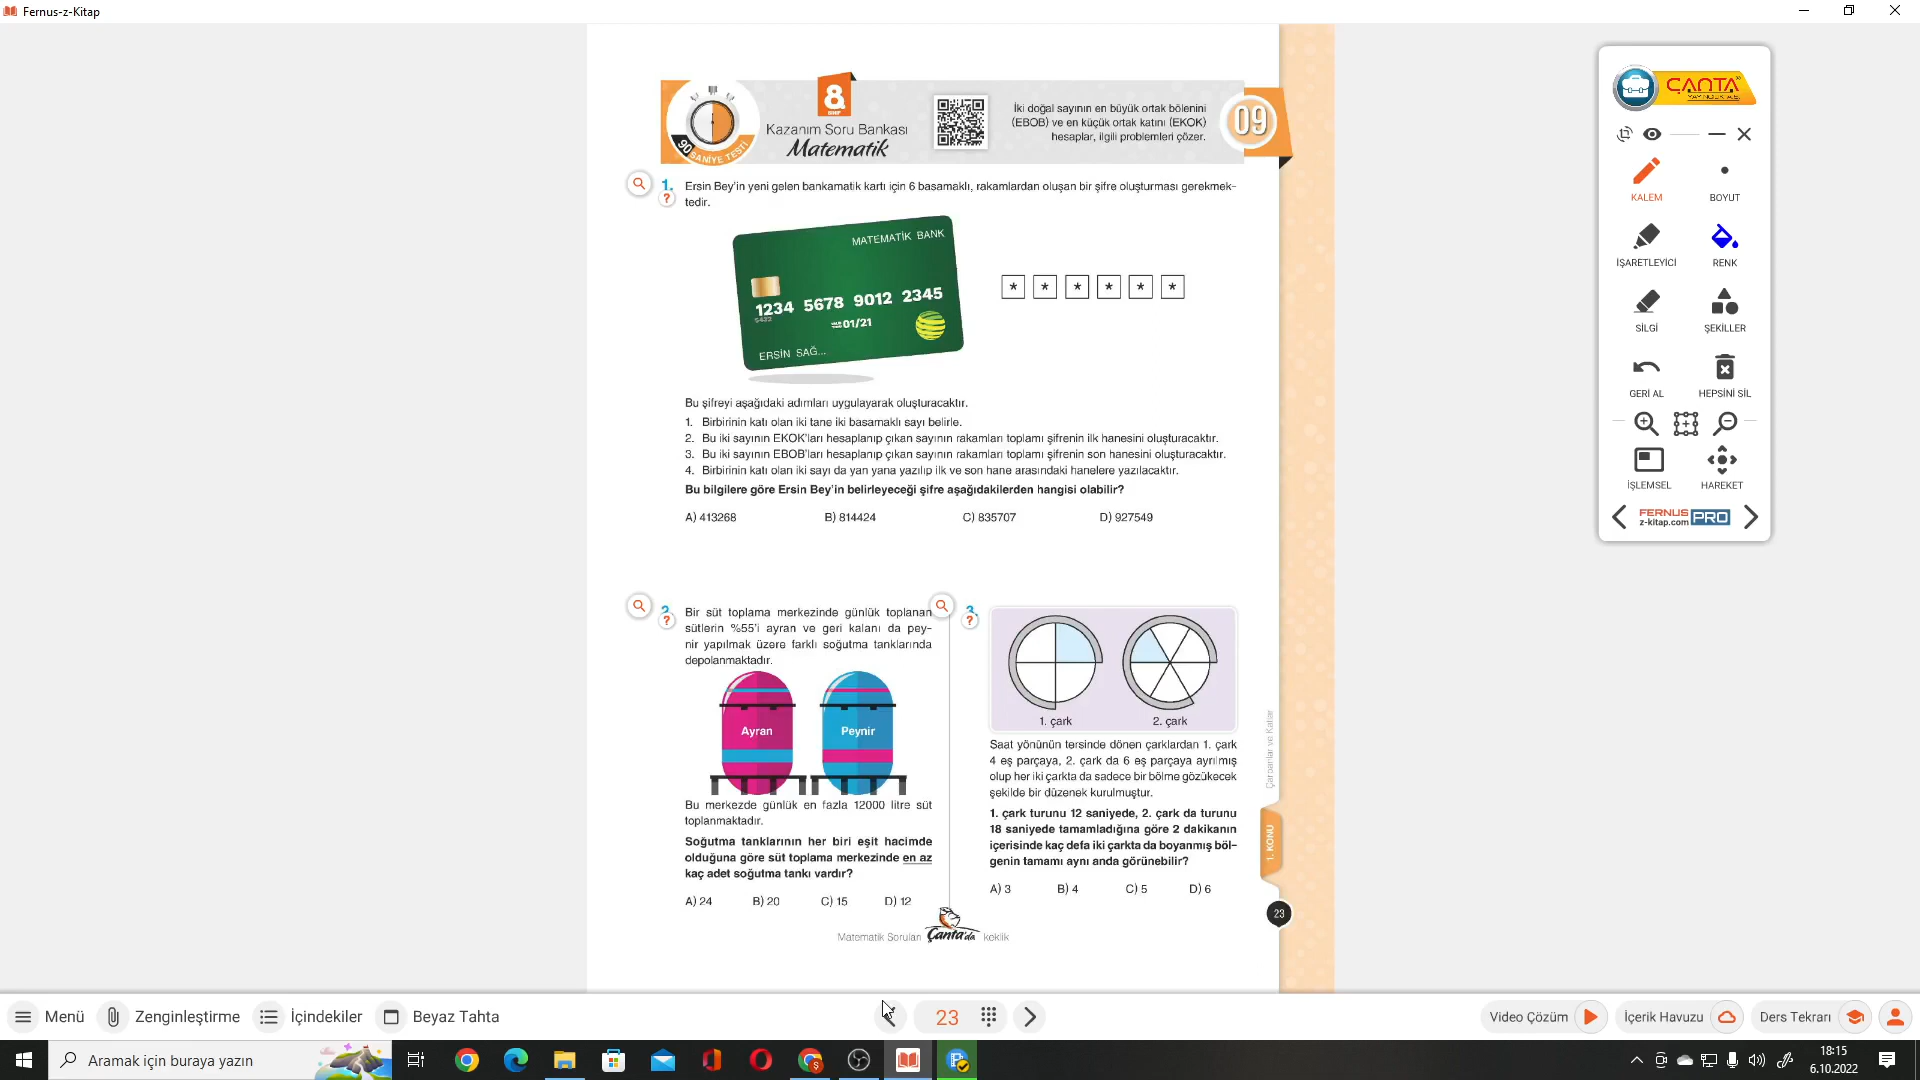 Fernus-z-Kitap
90 SANİYE TESTİ
8
SINIF
Kazanım Soru Bankası
Matematik
İki doğal sayının en büyük ortak bölenini
(EBOB) ve en küçük ortak katını (EKOK)
hesaplar, ilgili problemleri çözer.
09
1. Ersin Bey'in yeni gelen bankamatik kartı için 6 basamaklı, rakamlardan oluşan bir şifre oluşturması gerekmek-
?
tedir.
MATEMATİK BANK
1234 5678 9012 2345
01/21
ERSİN SAĞ...
* * * * * *
Bu şifreyi aşağıdaki adımları uygulayarak oluşturacaktır.
1. Birbirinin katı olan iki tane iki basamaklı sayı belirle.
2. Bu iki sayının EKOK'ları hesaplanıp çıkan sayının rakamları toplamı şifrenin ilk hanesini oluşturacaktır.
3. Bu iki sayının EBOB'ları hesaplanıp çıkan sayının rakamları toplamı şifrenin son hanesini oluşturacaktır.
4. Birbirinin katı olan iki sayı da yan yana yazılıp ilk ve son hane arasındaki hanelere yazılacaktır.
Bu bilgilere göre Ersin Bey'in belirleyeceği şifre aşağıdakilerden hangisi olabilir?
A) 413268 B) 814424 C) 835707 D) 927549
2. Bir süt toplama merkezinde günlük toplanan
?
sütlerin %55'i ayran ve geri kalanı da pey-
nir yapılmak üzere farklı soğutma tanklarında
depolanmaktadır.
Ayran Peynir
Bu merkezde günlük en fazla 12000 litre süt
toplanmaktadır.
Soğutma tanklarının her biri eşit hacimde
olduğuna göre süt toplama merkezinde en az
kaç adet soğutma tankı vardır?
A) 24 B) 20 C) 15 D) 12
3.
?
1. çark 2. çark
Saat yönünün tersinde dönen çarklardan 1. çark
4 eş parçaya, 2. çark da 6 eş parçaya ayrılmış
olup her iki çarkta da sadece bir bölme gözükecek
şekilde bir düzenek kurulmuştur.
1. çark turunu 12 saniyede, 2. çark da turunu
18 saniyede tamamladığına göre 2 dakikanın
içerisinde kaç defa iki çarkta da boyanmış böl-
genin tamamı aynı anda görünebilir?
A) 3 B) 4 C) 5 D) 6
Çarpanlar ve Katlar
1. KONU
23
Matematik Soruları Çanta'da keklik
ÇANTA
YAYINCILIK A.Ş.
KALEM BOYUT
İŞARETLEYİCİ RENK
SİLGİ ŞEKİLLER
GERİ AL HEPSİNİ SİL
İŞLEMSEL HAREKET
FERNUS
z-kitap.com PRO
Menü Zenginleştirme İçindekiler Beyaz Tahta 23 Video Çözüm İçerik Havuzu Ders Tekrarı
Aramak için buraya yazın
18:15
6.10.2022